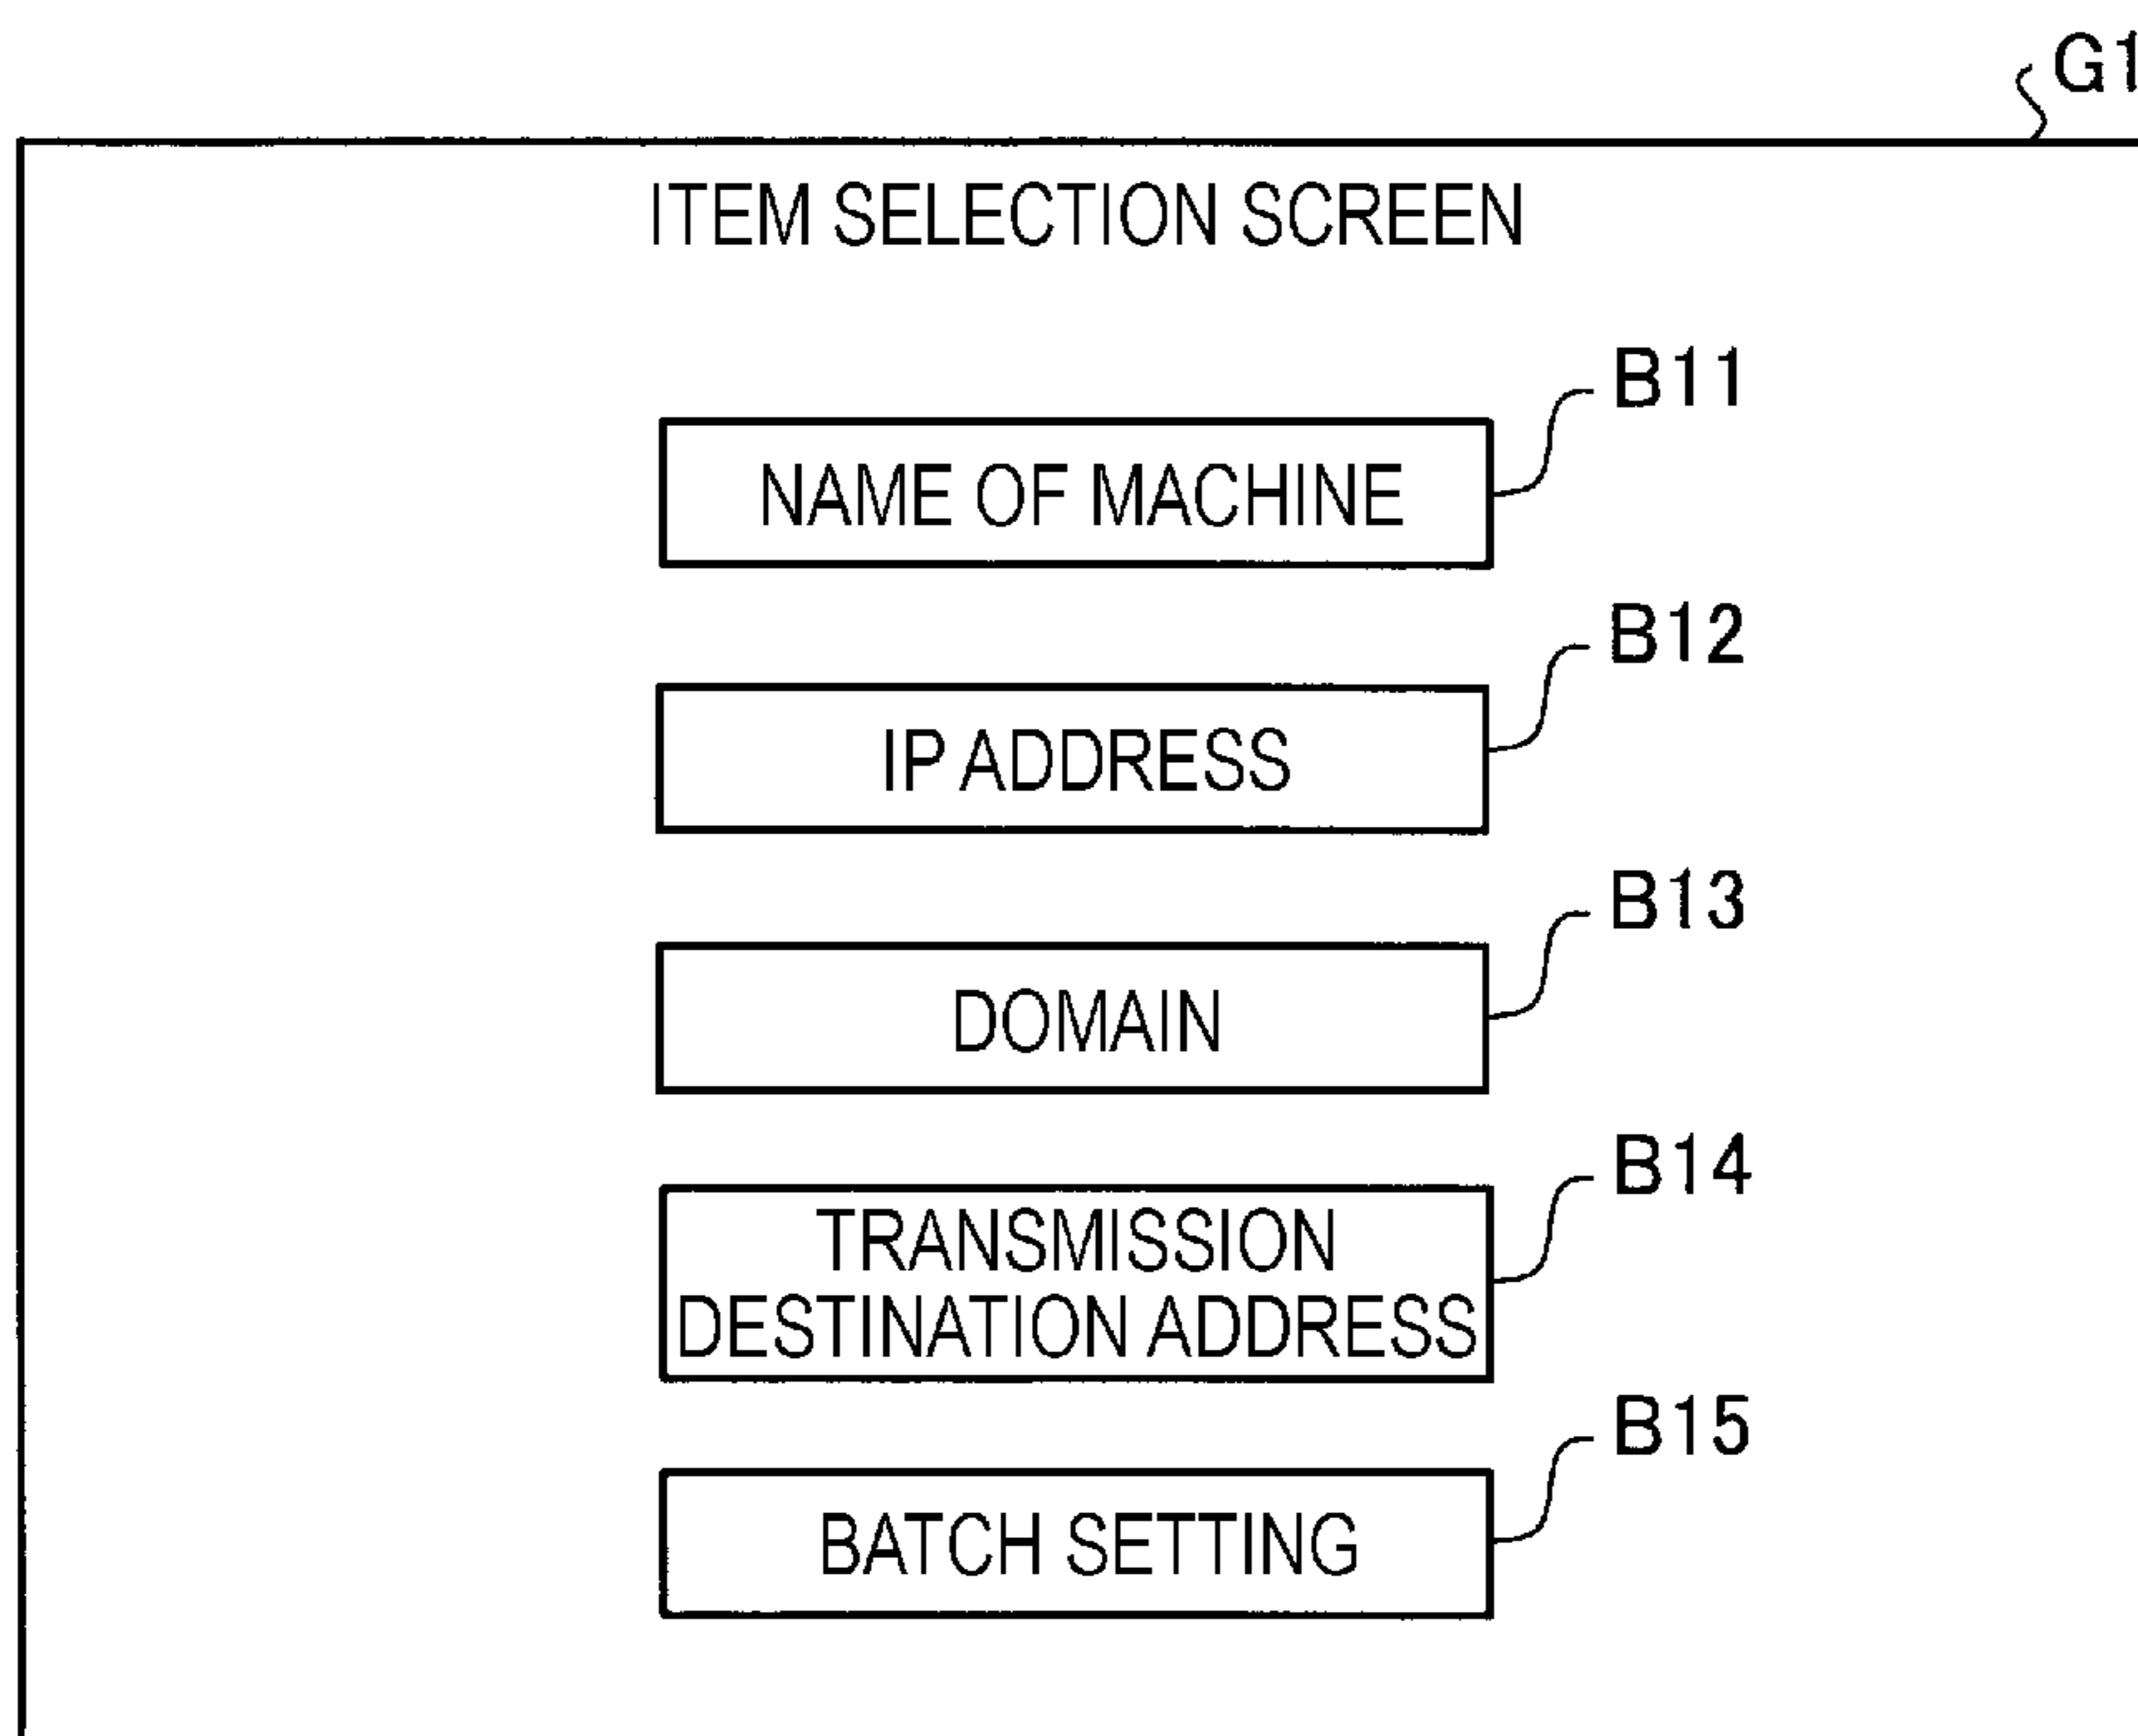 G1
ITEM SELECTION SCREEN
B11
NAME OF MACHINE
B12
IP ADDRESS
B13
DOMAIN
B14
TRANSMISSION
DESTINATION ADDRESS
B15
BATCH SETTING